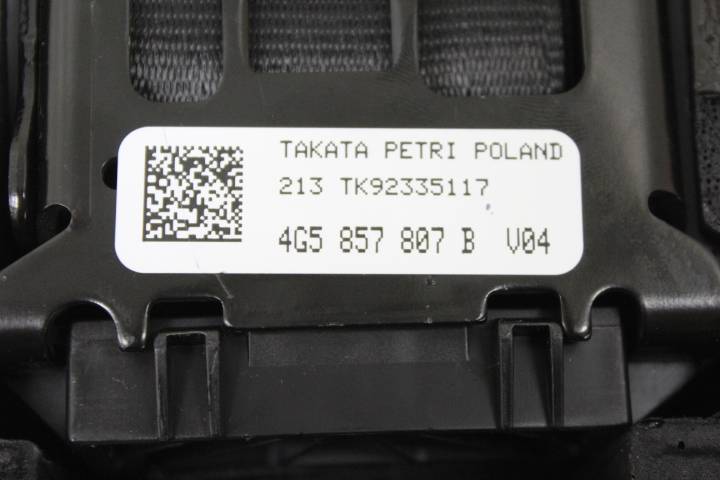 TAKATA PETRI POLAND
213 TK92335117
4G5 857 807 B V04